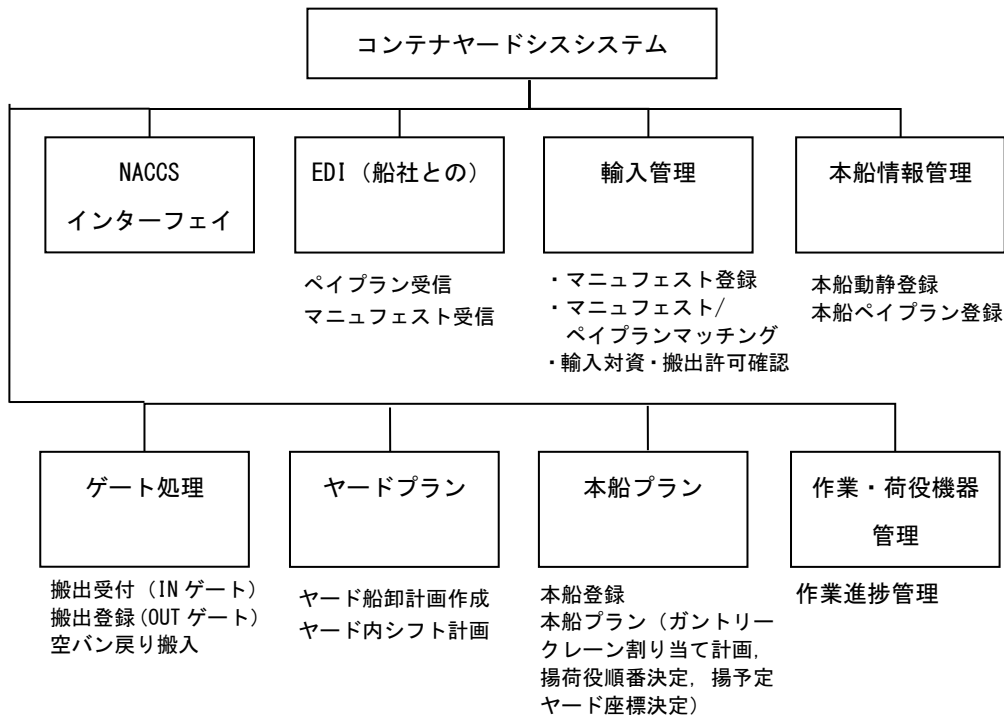 コンテナヤードシスシステム
NACCS
インターフェイ
EDI（船社との）
輸入管理
本船情報管理
ペイプラン受信
マニュフェスト受信
・マニュフェスト登録
・マニュフェスト/
ペイプランマッチング
・輸入対資・搬出許可確認
本船動静登録
本船ペイプラン登録
ゲート処理
ヤードプラン
本船プラン
作業・荷役機器
管理
搬出受付（IN ゲート）
搬出登録(OUT ゲート)
空バン戻り搬入
ヤード船卸計画作成
ヤード内シフト計画
本船登録
本船プラン（ガントリー
クレーン割り当て計画，
揚荷役順番決定，揚予定
ヤード座標決定）
作業進捗管理